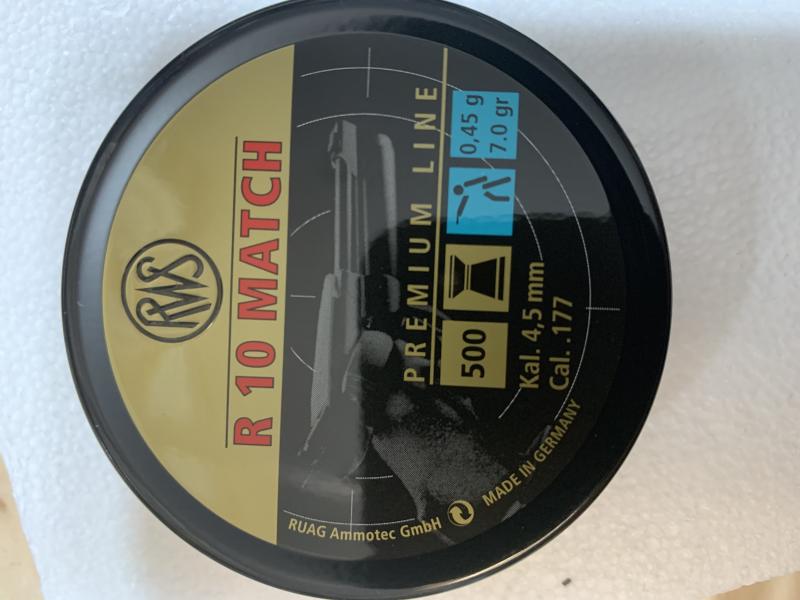 RWS
R 10 MATCH
PREMIUM LINE
500
0,45 g
7.0 gr
Kal. 4,5 mm
Cal. .177
RUAG Ammotec GmbH
MADE IN GERMANY